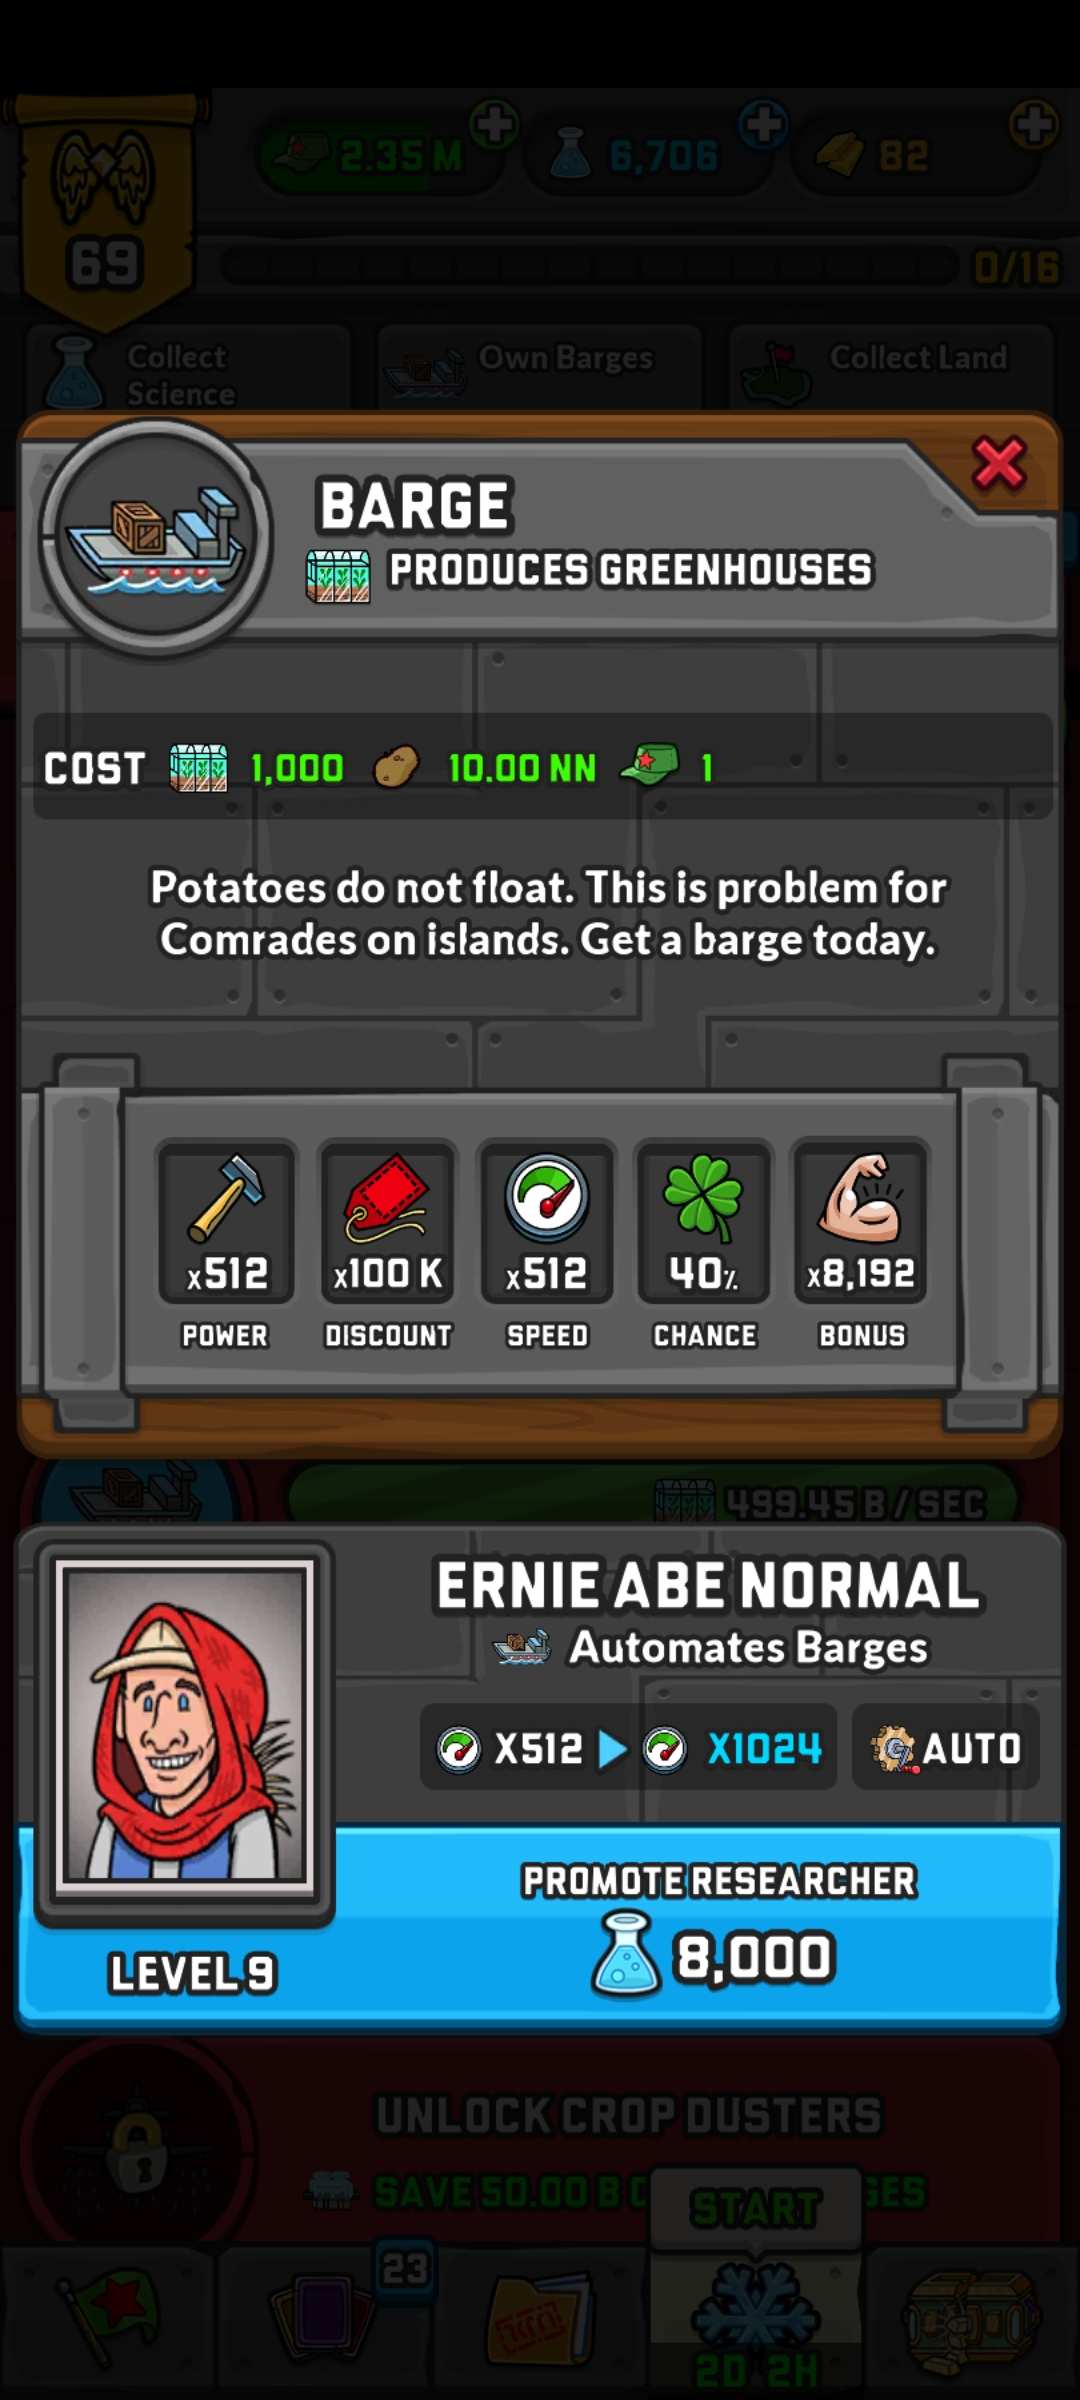 2.35 M
6,706
82
69
0/16
Collect
Science
Own Barges
Collect Land
BARGE
PRODUCES GREENHOUSES
COST 1,000 10.00 NN 1
Potatoes do not float. This is problem for
Comrades on islands. Get a barge today.
x512
x100 K
x512
40%
x8,192
POWER
DISCOUNT
SPEED
CHANCE
BONUS
499.45 B / SEC
ERNIE ABE NORMAL
Automates Barges
X512
X1024
AUTO
PROMOTE RESEARCHER
LEVEL 9
8,000
UNLOCK CROP DUSTERS
SAVE 50.00 B
START
23
2D 2H